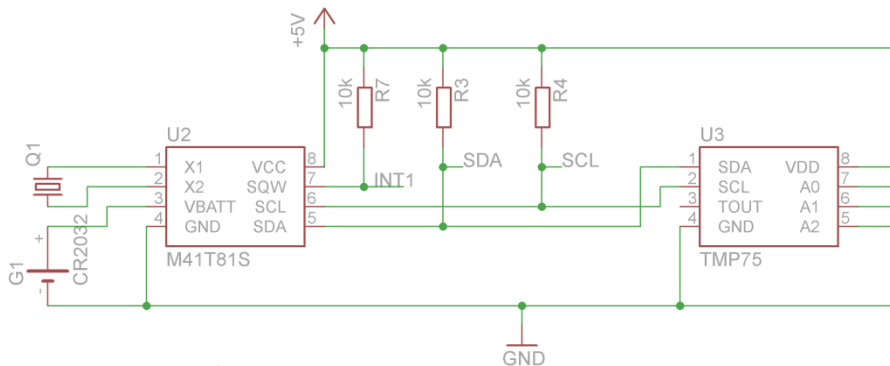 +5V
10k
R7
10k
R3
10k
R4
U2
U3
Q1
1
X1
VCC
8
SDA
SCL
1
SDA
VDD
8
2
X2
SQW
7
INT1
2
SCL
A0
7
3
VBATT
SCL
6
3
TOUT
A1
6
4
GND
SDA
5
4
GND
A2
5
+
M41T81S
TMP75
G1
CR2032
-
GND